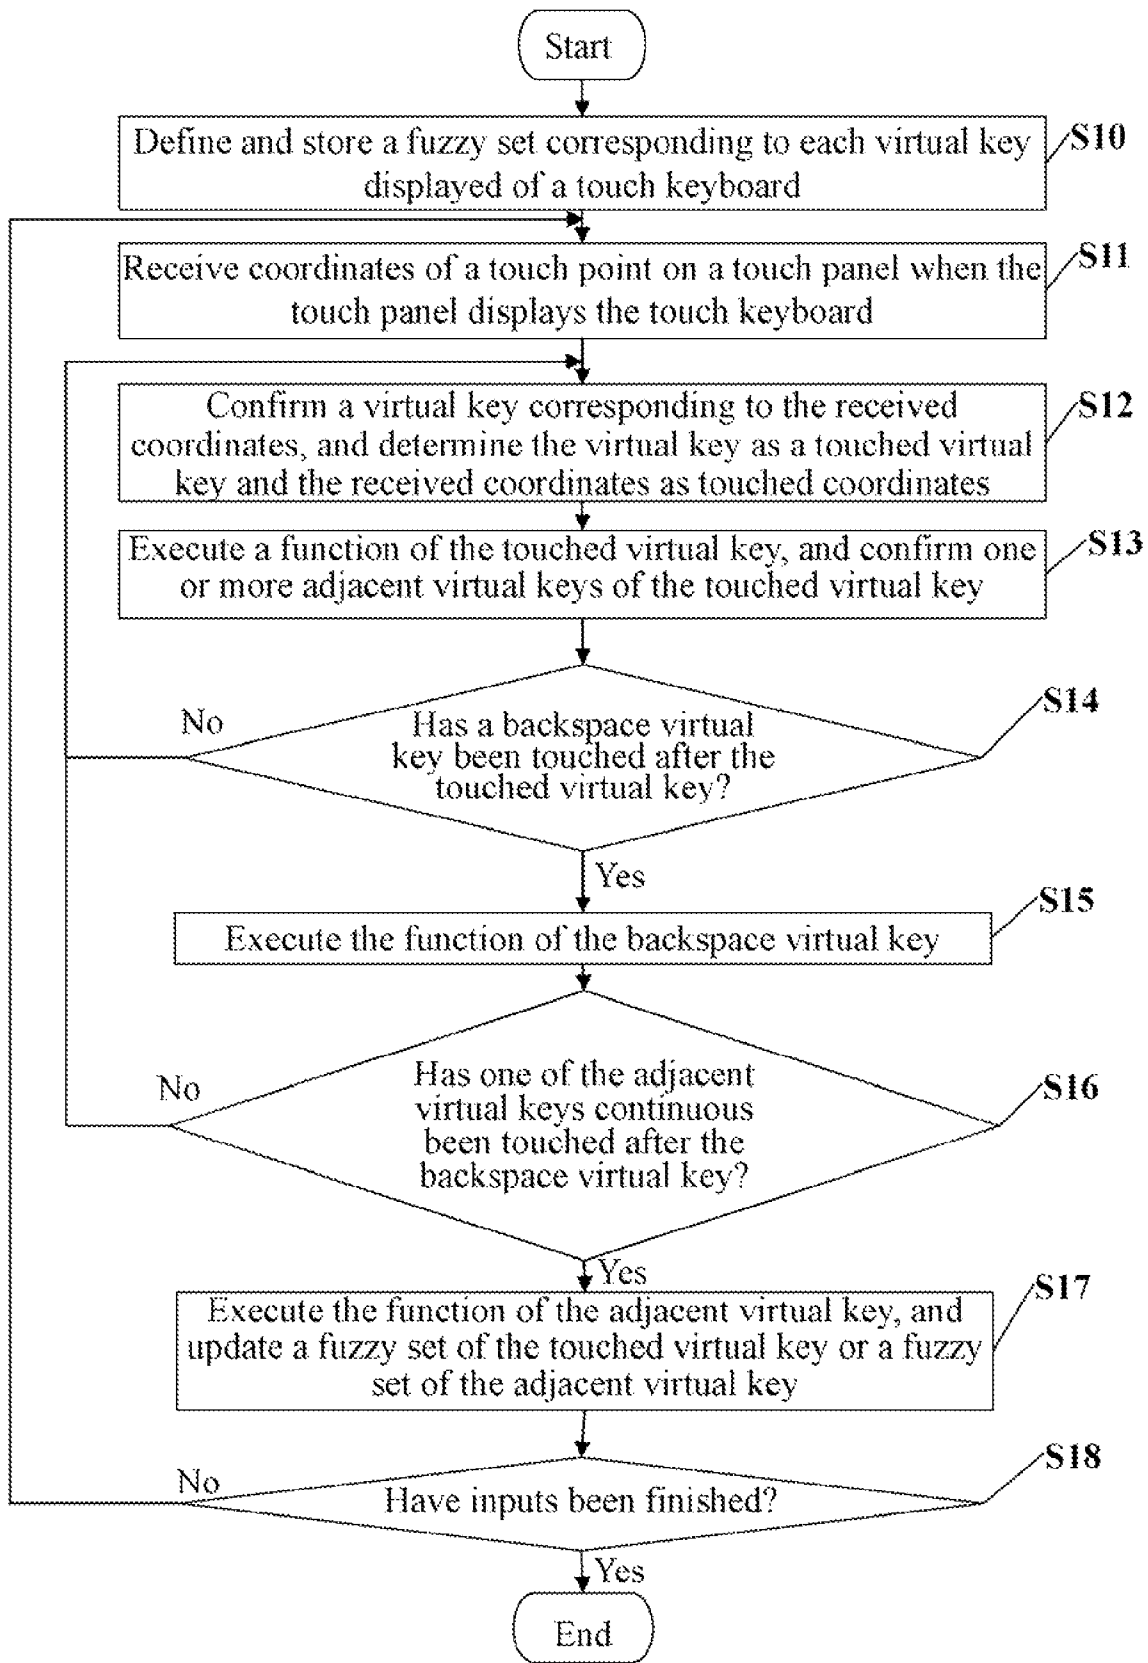 Start
Define and store a fuzzy set corresponding to each virtual key
displayed of a touch keyboard
S10
Receive coordinates of a touch point on a touch panel when the
touch panel displays the touch keyboard
S11
Confirm a virtual key corresponding to the received
coordinates, and determine the virtual key as a touched virtual
key and the received coordinates as touched coordinates
S12
Execute a function of the touched virtual key, and confirm one
or more adjacent virtual keys of the touched virtual key
S13
No
Has a backspace virtual
key been touched after the
touched virtual key?
S14
Yes
Execute the function of the backspace virtual key
S15
No
Has one of the adjacent
virtual keys continuous
been touched after the
backspace virtual key?
S16
Yes
Execute the function of the adjacent virtual key, and
update a fuzzy set of the touched virtual key or a fuzzy
set of the adjacent virtual key
S17
No
Have inputs been finished?
S18
Yes
End